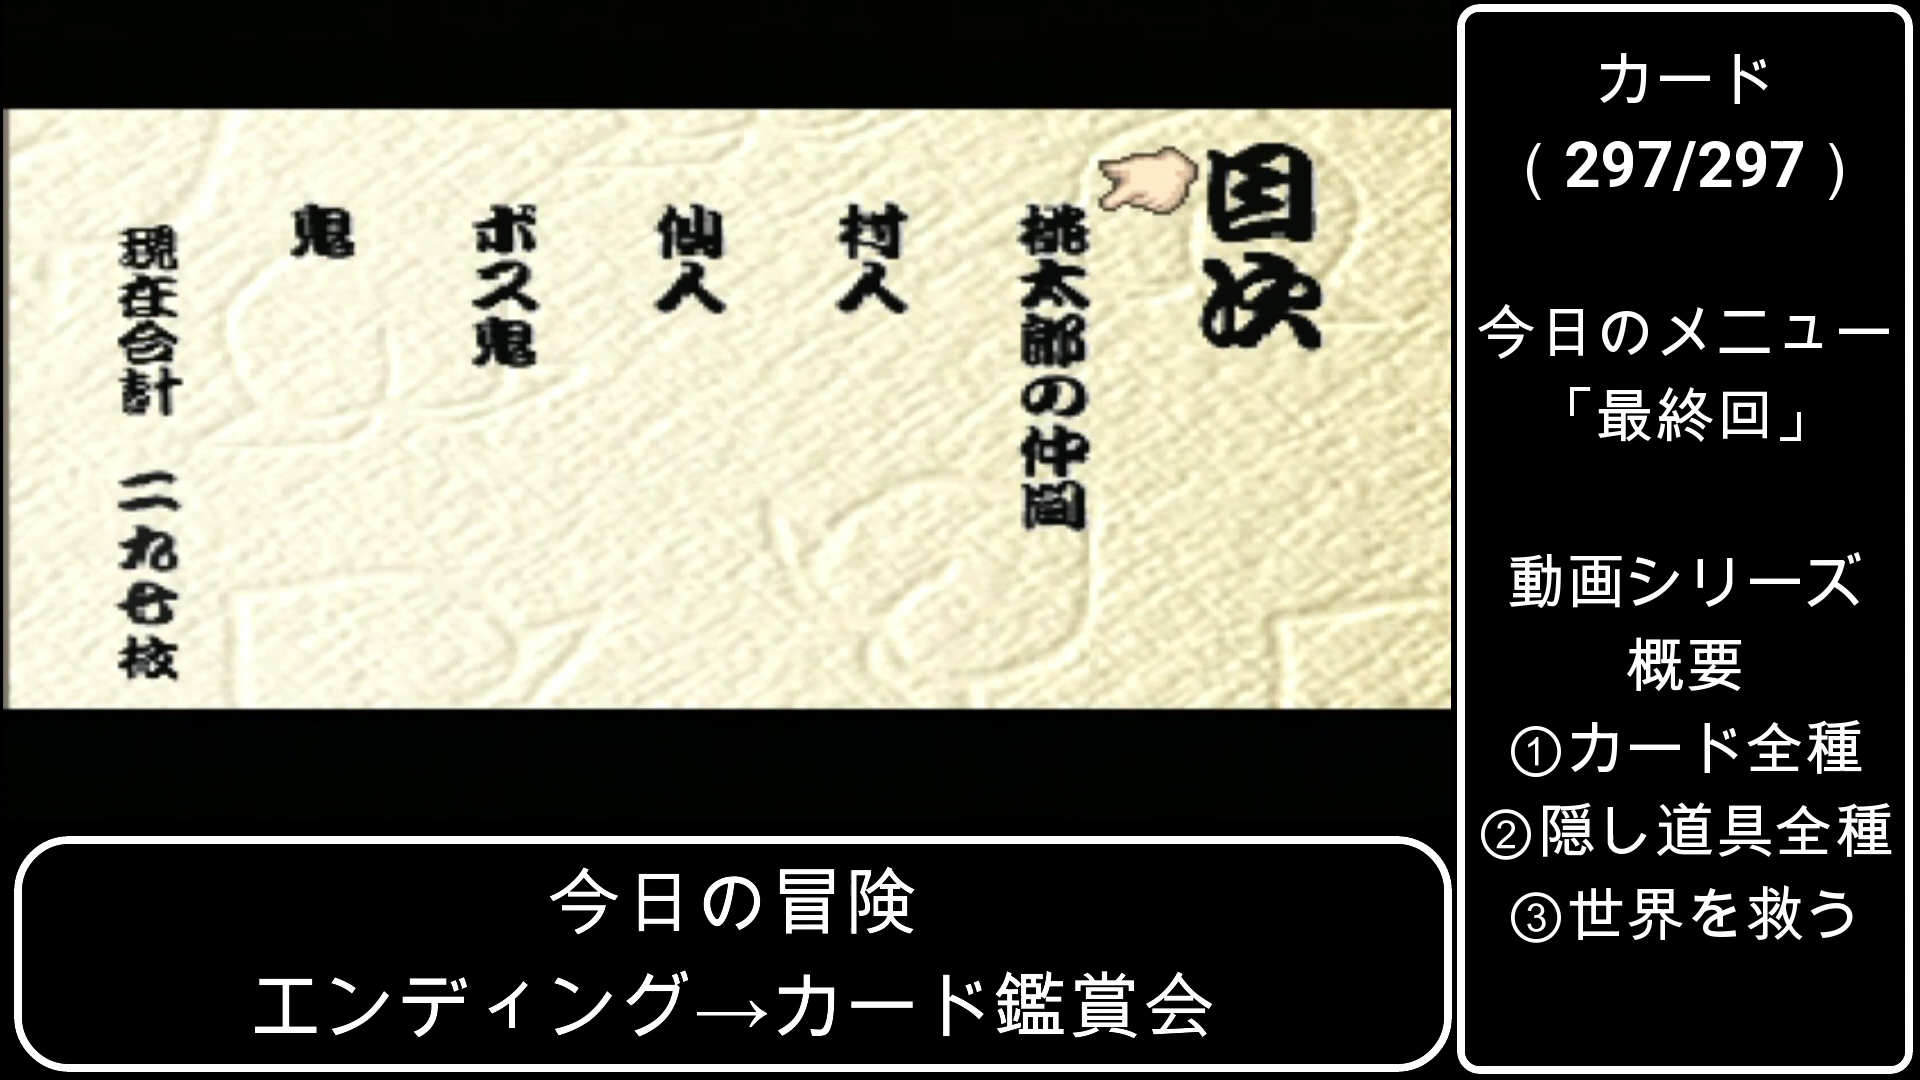 目次
桃太郎の仲間
村人
仙人
ボス鬼
鬼
現在合計 二九七枚
カード
（297/297）
今日のメニュー
「最終回」
動画シリーズ
概要
①カード全種
②隠し道具全種
③世界を救う
今日の冒険
エンディング→カード鑑賞会